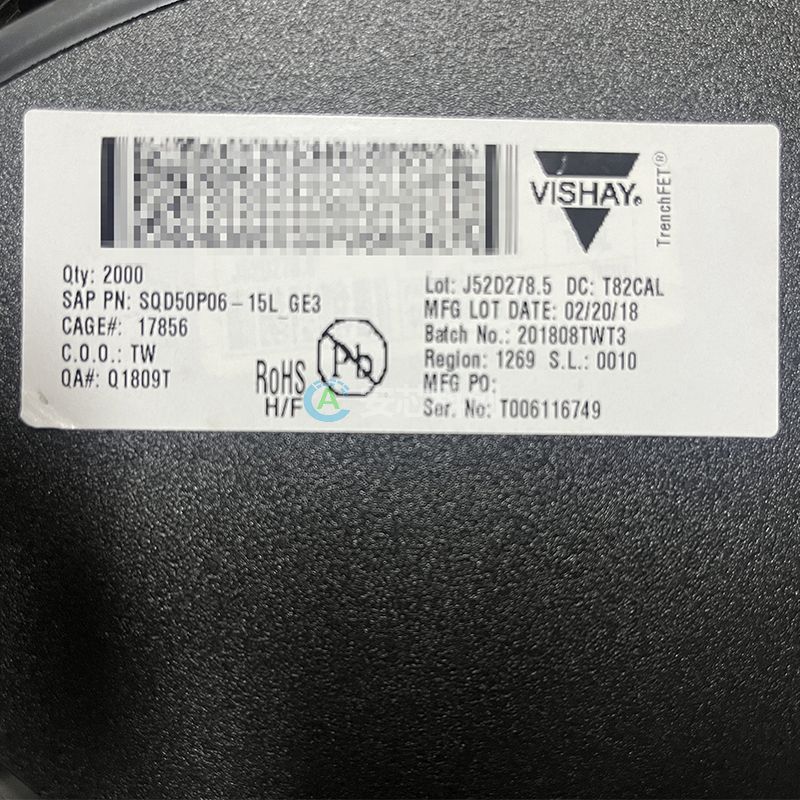 VISHAY®
TrenchFET®
Qty: 2000
SAP PN: SQD50P06-15L_GE3
CAGE#: 17856
C.O.O.: TW
QA#: Q1809T
RoHS
H/F
Pb
Lot: J52D278.5 DC: T82CAL
MFG LOT DATE: 02/20/18
Batch No.: 201808TWT3
Region: 1269 S.L.: 0010
MFG PO:
Ser. No: T006116749
A